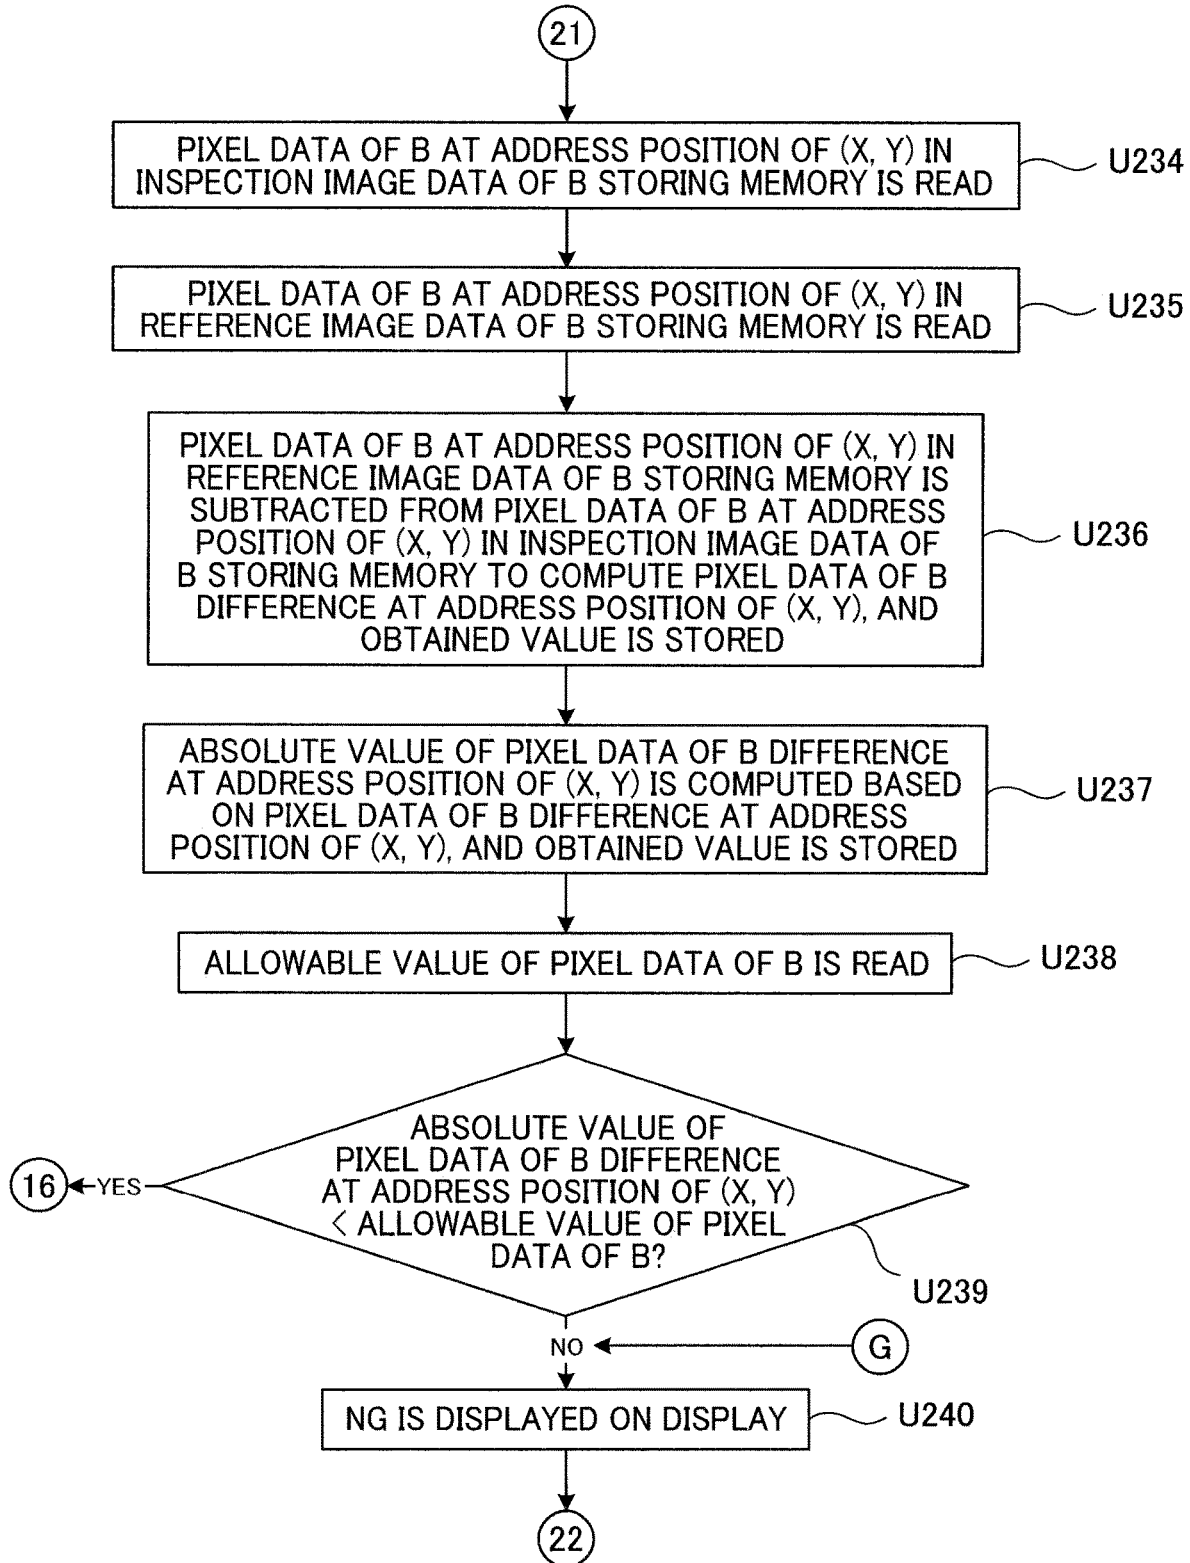 21
PIXEL DATA OF B AT ADDRESS POSITION OF (X, Y) IN
INSPECTION IMAGE DATA OF B STORING MEMORY IS READ
U234
PIXEL DATA OF B AT ADDRESS POSITION OF (X, Y) IN
REFERENCE IMAGE DATA OF B STORING MEMORY IS READ
U235
PIXEL DATA OF B AT ADDRESS POSITION OF (X, Y) IN
REFERENCE IMAGE DATA OF B STORING MEMORY IS
SUBTRACTED FROM PIXEL DATA OF B AT ADDRESS
POSITION OF (X, Y) IN INSPECTION IMAGE DATA OF
B STORING MEMORY TO COMPUTE PIXEL DATA OF B
DIFFERENCE AT ADDRESS POSITION OF (X, Y), AND
OBTAINED VALUE IS STORED
U236
ABSOLUTE VALUE OF PIXEL DATA OF B DIFFERENCE
AT ADDRESS POSITION OF (X, Y) IS COMPUTED BASED
ON PIXEL DATA OF B DIFFERENCE AT ADDRESS
POSITION OF (X, Y), AND OBTAINED VALUE IS STORED
U237
ALLOWABLE VALUE OF PIXEL DATA OF B IS READ
U238
ABSOLUTE VALUE OF
PIXEL DATA OF B DIFFERENCE
AT ADDRESS POSITION OF (X, Y)
< ALLOWABLE VALUE OF PIXEL
DATA OF B?
16
YES
U239
NO
G
NG IS DISPLAYED ON DISPLAY
U240
22